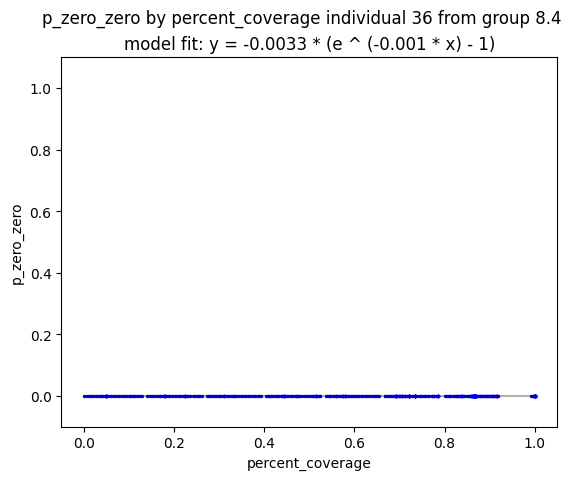 p_zero_zero by percent_coverage individual 36 from group 8.4
model fit: y = -0.0033 * (e ^ (-0.001 * x) - 1)
1.0
0.8
0.6
0.4
0.2
0.0
p_zero_zero
0.0 0.2 0.4 0.6 0.8 1.0
percent_coverage